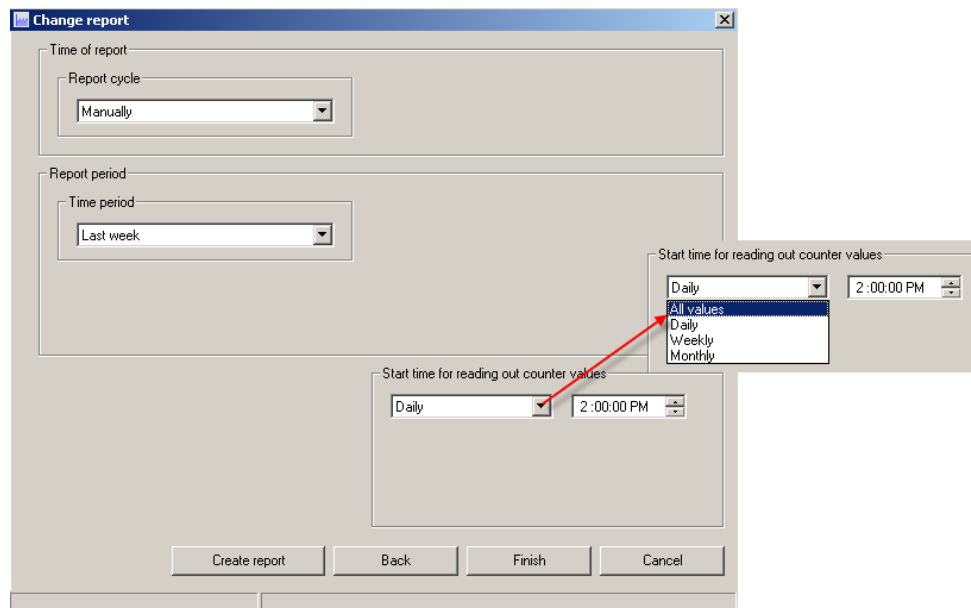 Change report
Time of report
Report cycle
Manually
Report period
Time period
Last week
Start time for reading out counter values
Daily
2 :00:00 PM
All values
Daily
Weekly
Monthly
Start time for reading out counter values
Daily
2 :00:00 PM
Create report
Back
Finish
Cancel